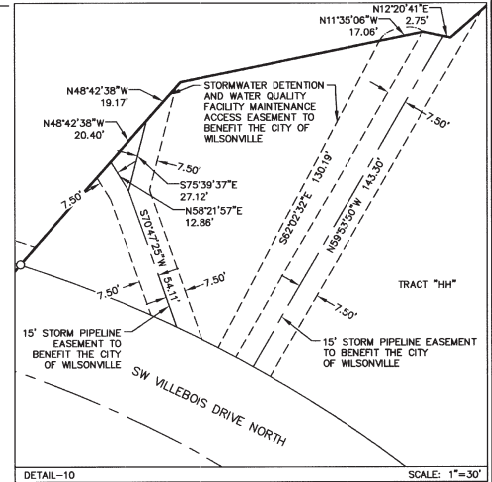 N12°20'41"E
2.75'
N11°35'06"W
17.06'
N48°42'38"W
19.17'
STORMWATER DETENTION
AND WATER QUALITY
FACILITY MAINTENANCE
ACCESS EASEMENT TO
BENEFIT THE CITY OF
WILSONVILLE
N48°42'38"W
20.40'
7.50'
7.50'
S75°39'37"E
27.12'
N58°21'57"E
12.86'
7.50'
S62°02'32"E 130.19'
N59°53'50"W 143.30'
S70°47'25"W 54.11'
7.50'
7.50'
TRACT "HH"
7.50'
15' STORM PIPELINE
EASEMENT TO
BENEFIT THE CITY
OF WILSONVILLE
15' STORM PIPELINE EASEMENT
TO BENEFIT THE CITY
OF WILSONVILLE
SW VILLEBOIS DRIVE NORTH
DETAIL-10
SCALE: 1"=30'